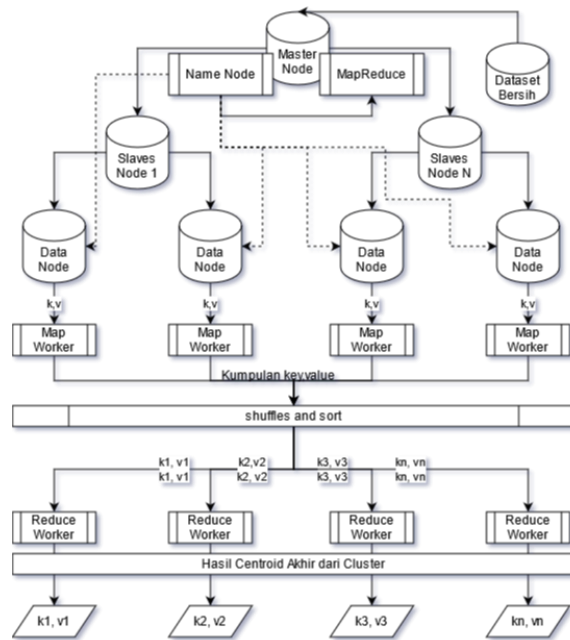 Master
Node
Name Node
MapReduce
Dataset
Bersih
Slaves
Node 1
Slaves
Node N
Data
Node
Data
Node
Data
Node
Data
Node
k,v
k,v
k,v
k,v
Map
Worker
Map
Worker
Map
Worker
Map
Worker
Kumpulan key,value
shuffles and sort
k1, v1
k1, v1
k2,v2
k2, v2
k3, v3
k3, v3
kn, vn
kn, vn
Reduce
Worker
Reduce
Worker
Reduce
Worker
Reduce
Worker
Hasil Centroid Akhir dari Cluster
k1, v1
k2, v2
k3, v3
kn, vn